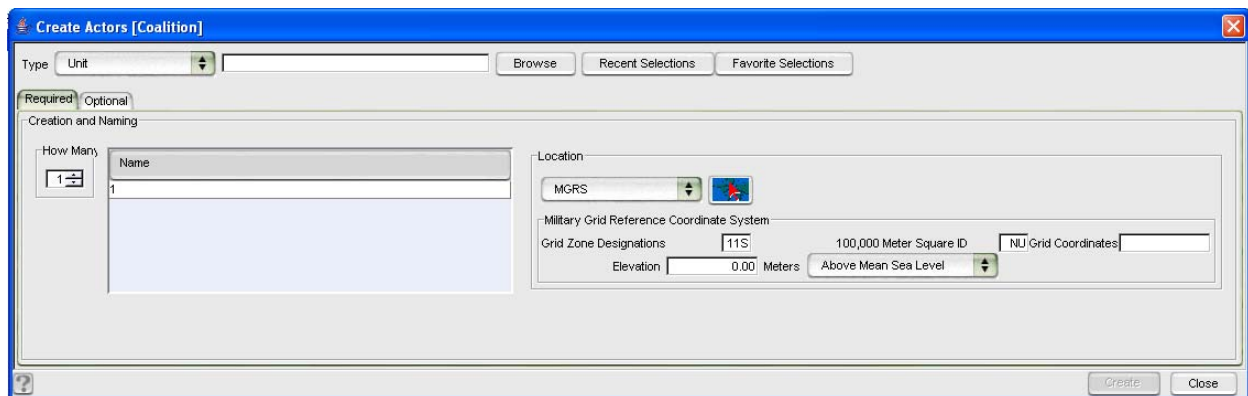 Create Actors [Coalition]
Type Unit Browse Recent Selections Favorite Selections
Required Optional
Creation and Naming
How Many
1
Name
1
Location
MGRS
Military Grid Reference Coordinate System
Grid Zone Designations 11S 100,000 Meter Square ID NU Grid Coordinates
Elevation 0.00 Meters Above Mean Sea Level
? Create Close